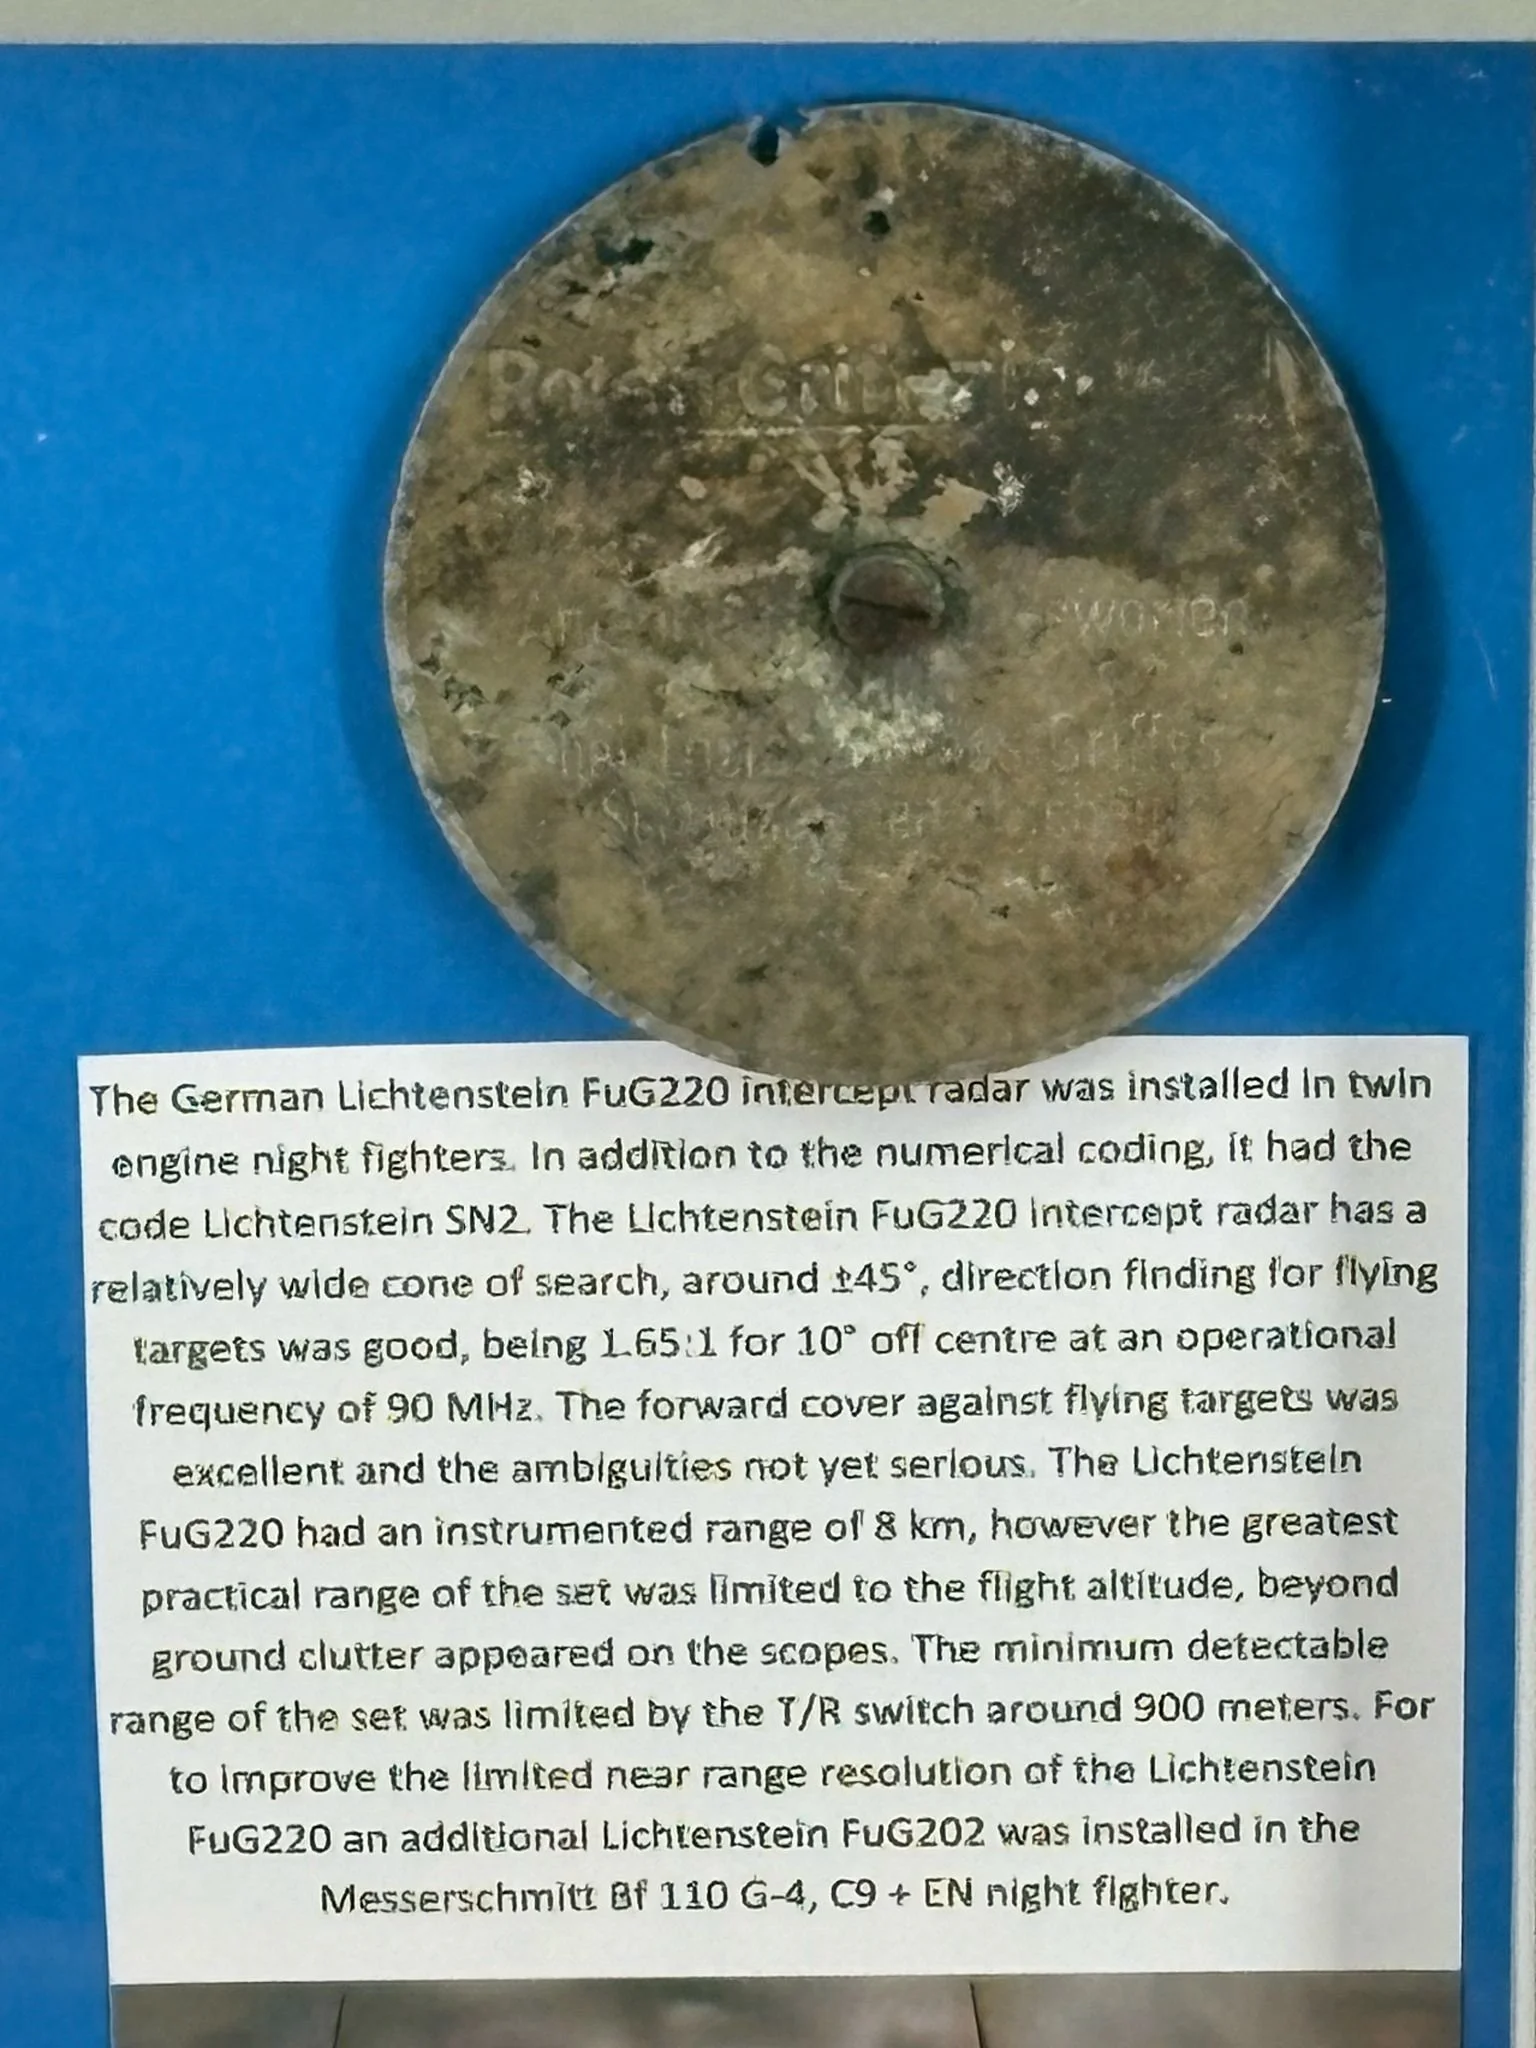 worfen
Griffes
The German Lichtenstein FuG220 intercept radar was installed in twin
engine night fighters. In addition to the numerical coding, it had the
code Lichtenstein SN2. The Lichtenstein FuG220 intercept radar has a
relatively wide cone of search, around ±45°, direction finding for flying
targets was good, being 1.65:1 for 10° off centre at an operational
frequency of 90 MHz. The forward cover against flying targets was
excellent and the ambiguities not yet serious. The Lichtenstein
FuG220 had an instrumented range of 8 km, however the greatest
practical range of the set was limited to the flight altitude, beyond
ground clutter appeared on the scopes. The minimum detectable
range of the set was limited by the T/R switch around 900 meters. For
to improve the limited near range resolution of the Lichtenstein
FuG220 an additional Lichtenstein FuG202 was installed in the
Messerschmitt Bf 110 G-4, C9 + EN night fighter.